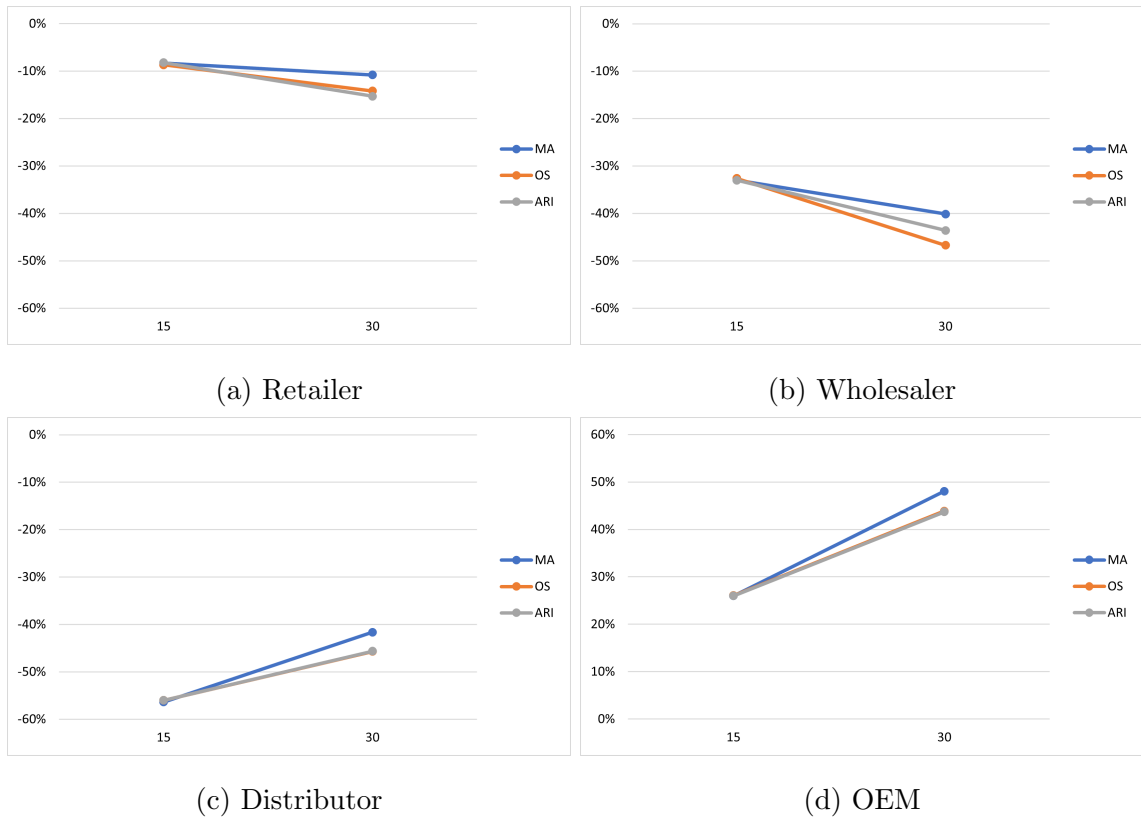 0%
-10%
-20%
-30%
-40%
-50%
-60%
15
30
MA
OS
ARI
(a) Retailer
0%
-10%
-20%
-30%
-40%
-50%
-60%
15
30
MA
OS
ARI
(b) Wholesaler
0%
-10%
-20%
-30%
-40%
-50%
-60%
15
30
MA
OS
ARI
(c) Distributor
60%
50%
40%
30%
20%
10%
0%
15
30
MA
OS
ARI
(d) OEM